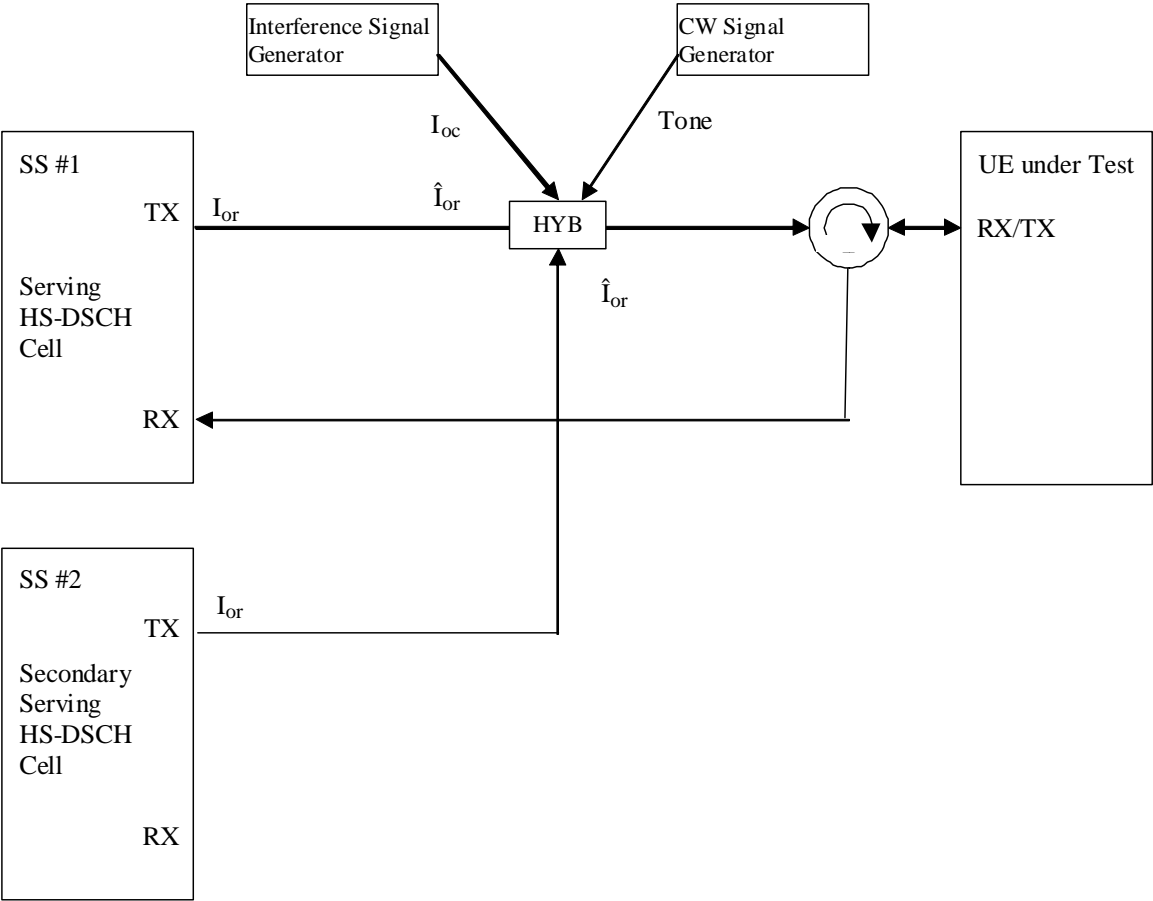 Interference Signal
Generator
CW Signal
Generator
I_oc
Tone
SS #1
TX
I_or
Î_or
HYB
UE under Test
RX/TX
Serving
HS-DSCH
Cell
Î_or
RX
SS #2
TX
I_or
Secondary
Serving
HS-DSCH
Cell
RX